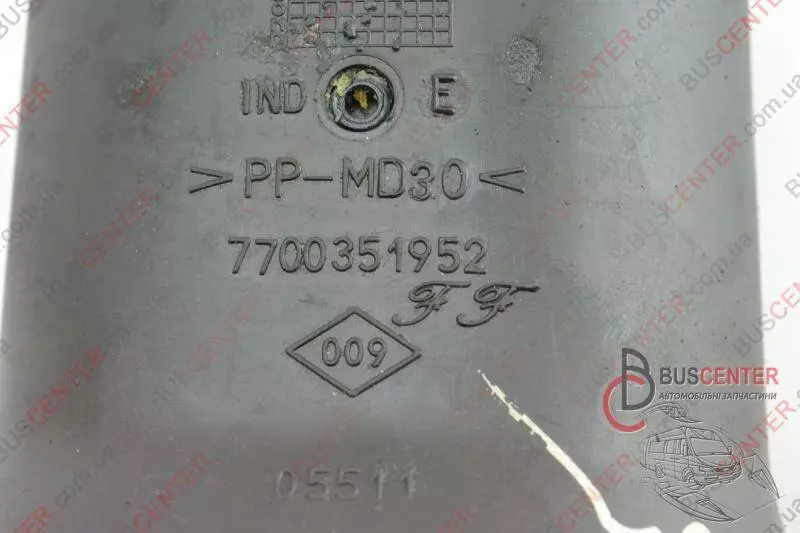 IND E
>PP-MD30<
7700351952
FF
009
05511
BUSCENTER
АВТОМОБІЛЬНІ ЗАПЧАСТИНИ